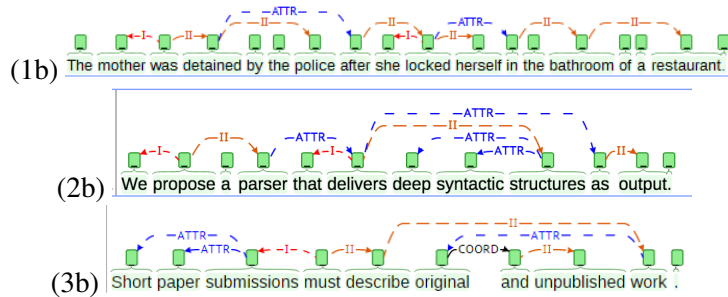 ATTR ATTR
I II II II I II II II
(1b) The mother was detained by the police after she locked herself in the bathroom of a restaurant.
ATTR
II
I II ATTR I ATTR ATTR II
(2b) We propose a parser that delivers deep syntactic structures as output.
II
ATTR ATTR
ATTR I II COORD II
(3b) Short paper submissions must describe original and unpublished work .